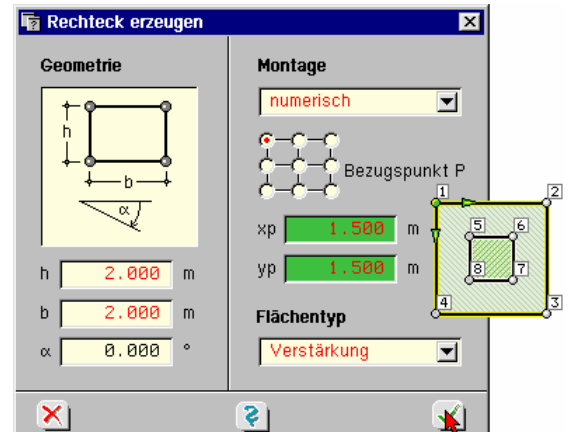 Rechteck erzeugen
Geometrie
h
b
α
h 2.000 m
b 2.000 m
α 0.000 °
Montage
numerisch
Bezugspunkt P
xp 1.500 m
yp 1.500 m
Flächentyp
Verstärkung
1 2
5 6
8 7
4 3